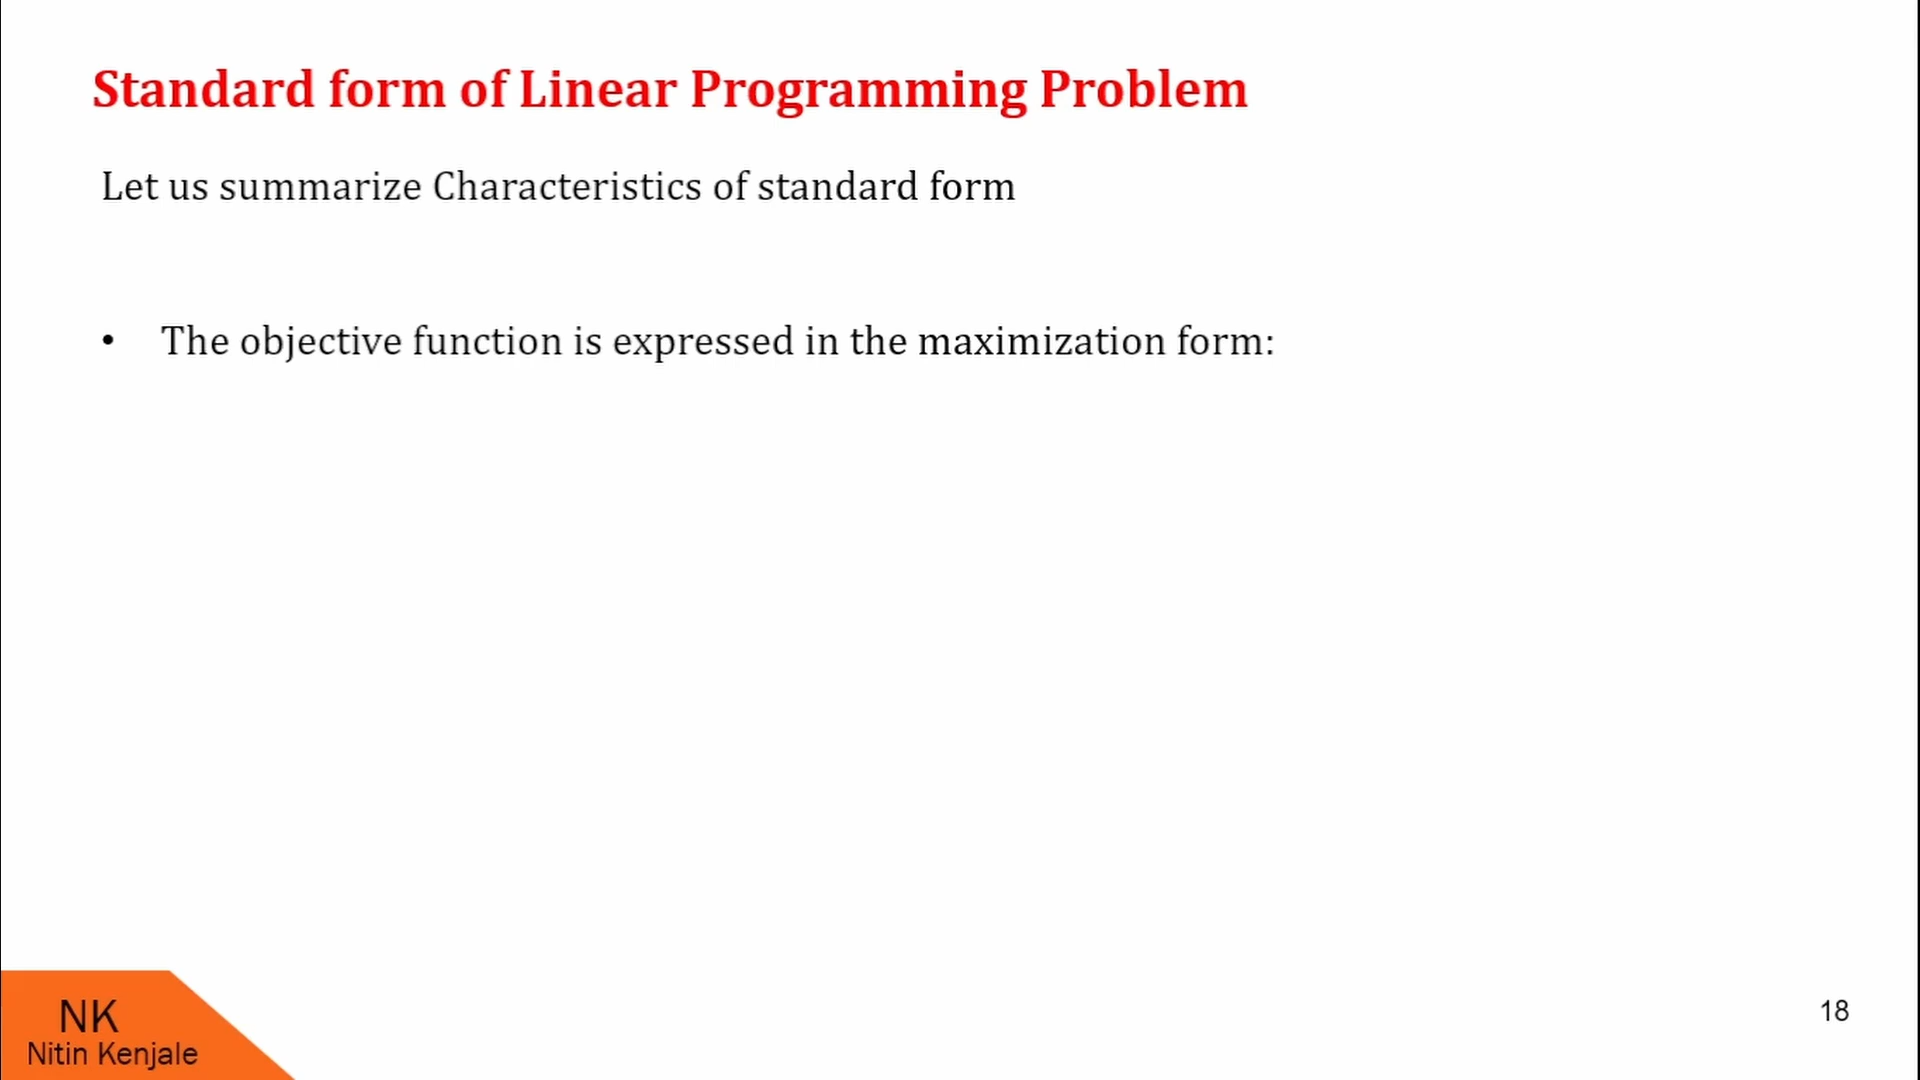 Standard form of Linear Programming Problem
Let us summarize Characteristics of standard form
• The objective function is expressed in the maximization form:
NK
Nitin Kenjale
18